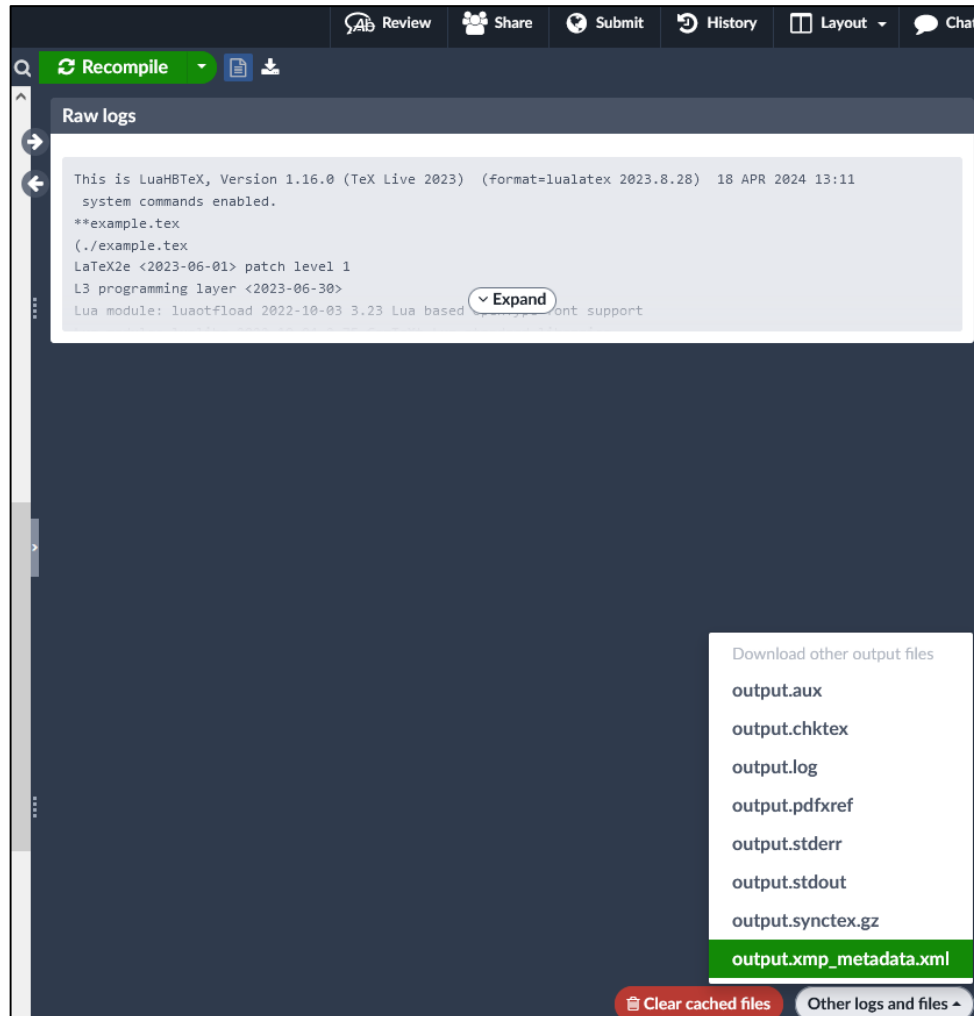 Review Share Submit History Layout Chat
Recompile
Raw logs
This is LuaHBTeX, Version 1.16.0 (TeX Live 2023) (format=lualatex 2023.8.28) 18 APR 2024 13:11
system commands enabled.
**example.tex
(./example.tex
LaTeX2e <2023-06-01> patch level 1
L3 programming layer <2023-06-30>
Expand
Lua module: luaotfload 2022-10-03 3.23 Lua based font support
Download other output files
output.aux
output.chktex
output.log
output.pdfxref
output.stderr
output.stdout
output.synctex.gz
output.xmp_metadata.xml
Clear cached files Other logs and files